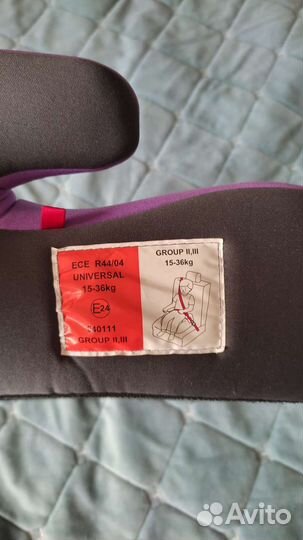 ECE R44/04
UNIVERSAL
15-36kg
E24
040111
GROUP II,III
GROUP II,III
15-36kg
Avito